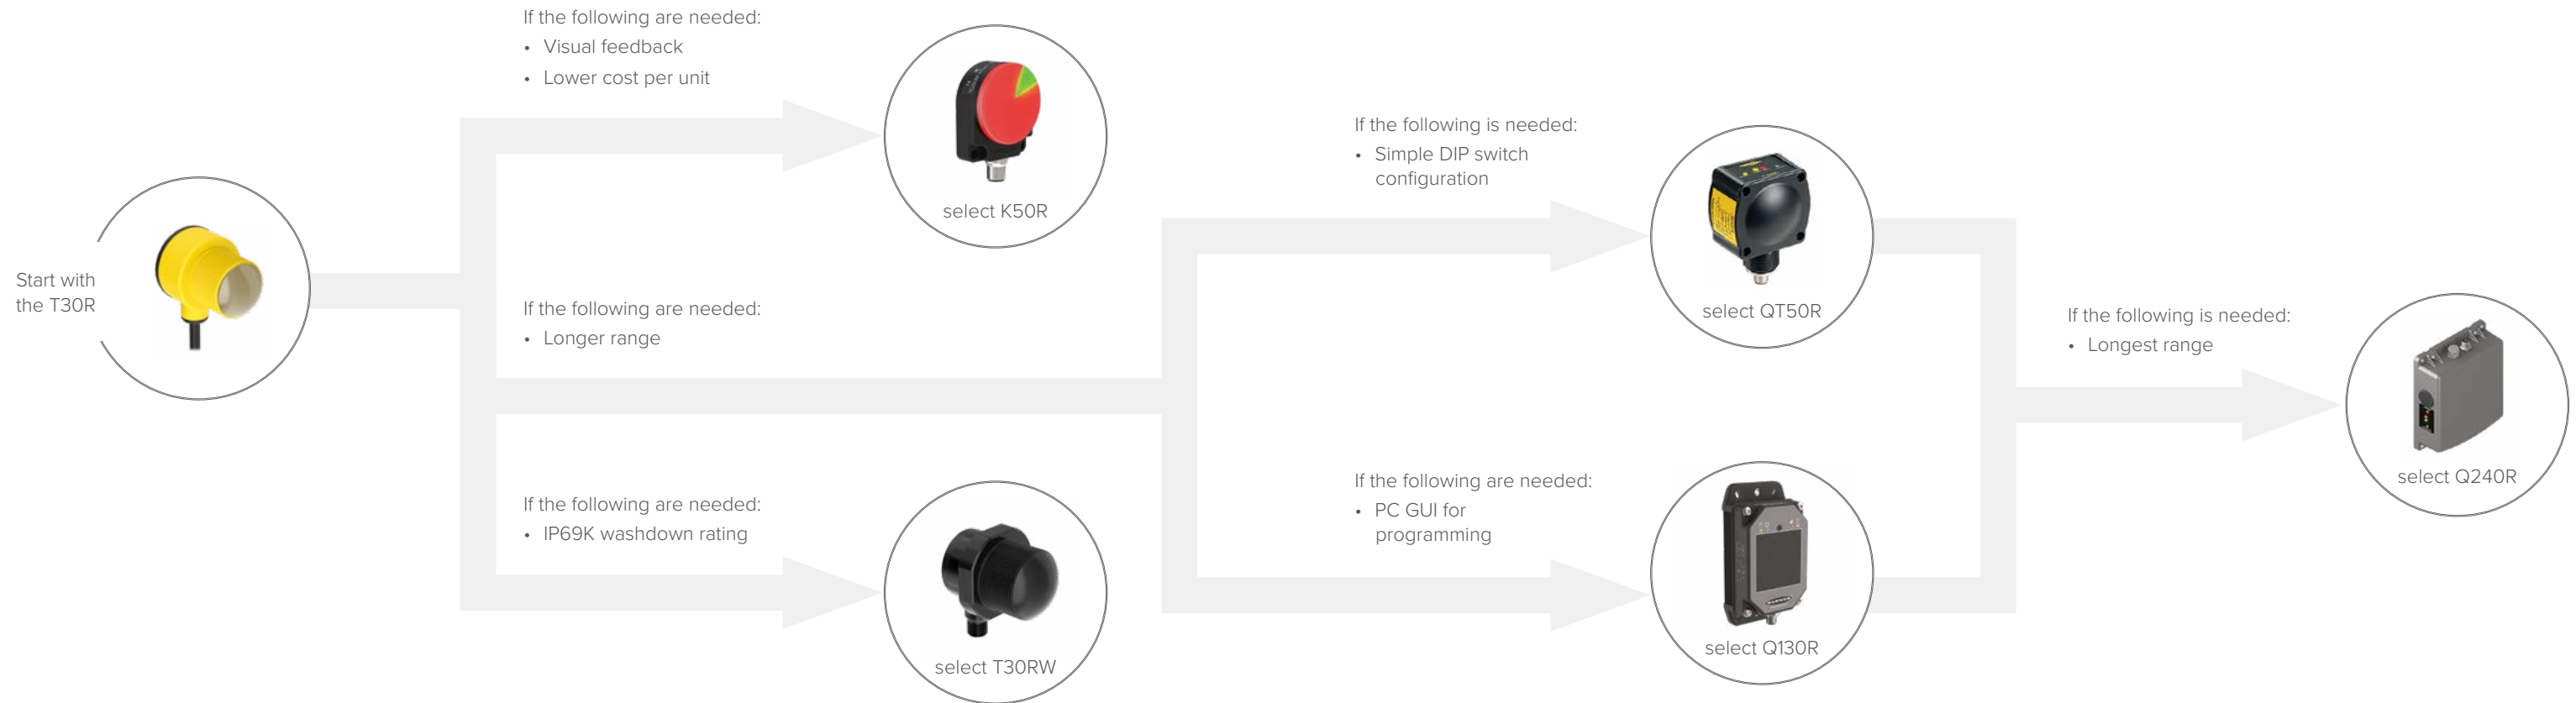 Start with
the T30R
If the following are needed:
• Visual feedback
• Lower cost per unit
select K50R
If the following are needed:
• Longer range
If the following are needed:
• IP69K washdown rating
select T30RW
If the following is needed:
• Simple DIP switch
configuration
select QT50R
If the following are needed:
• PC GUI for
programming
select Q130R
If the following is needed:
• Longest range
select Q240R